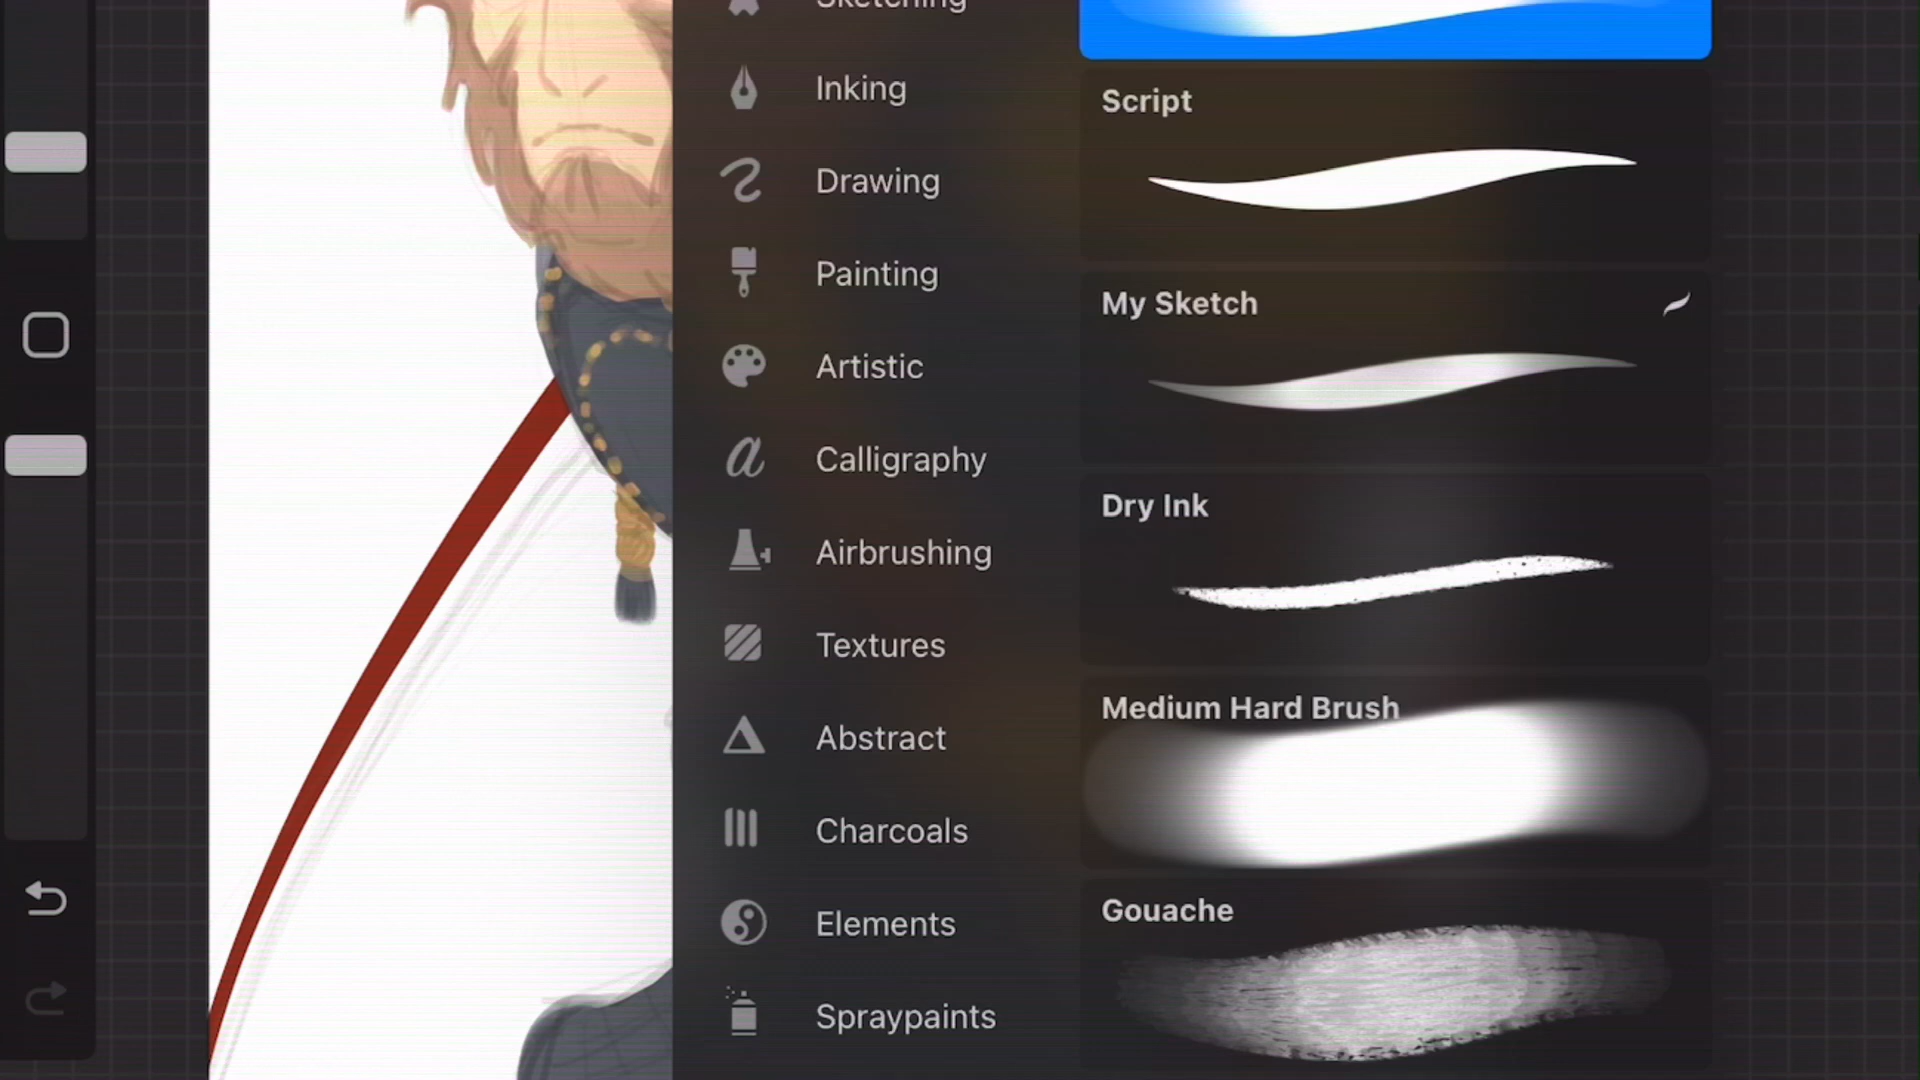 Sketching
Inking
Drawing
Painting
Artistic
Calligraphy
Airbrushing
Textures
Abstract
Charcoals
Elements
Spraypaints
Script
My Sketch
Dry Ink
Medium Hard Brush
Gouache